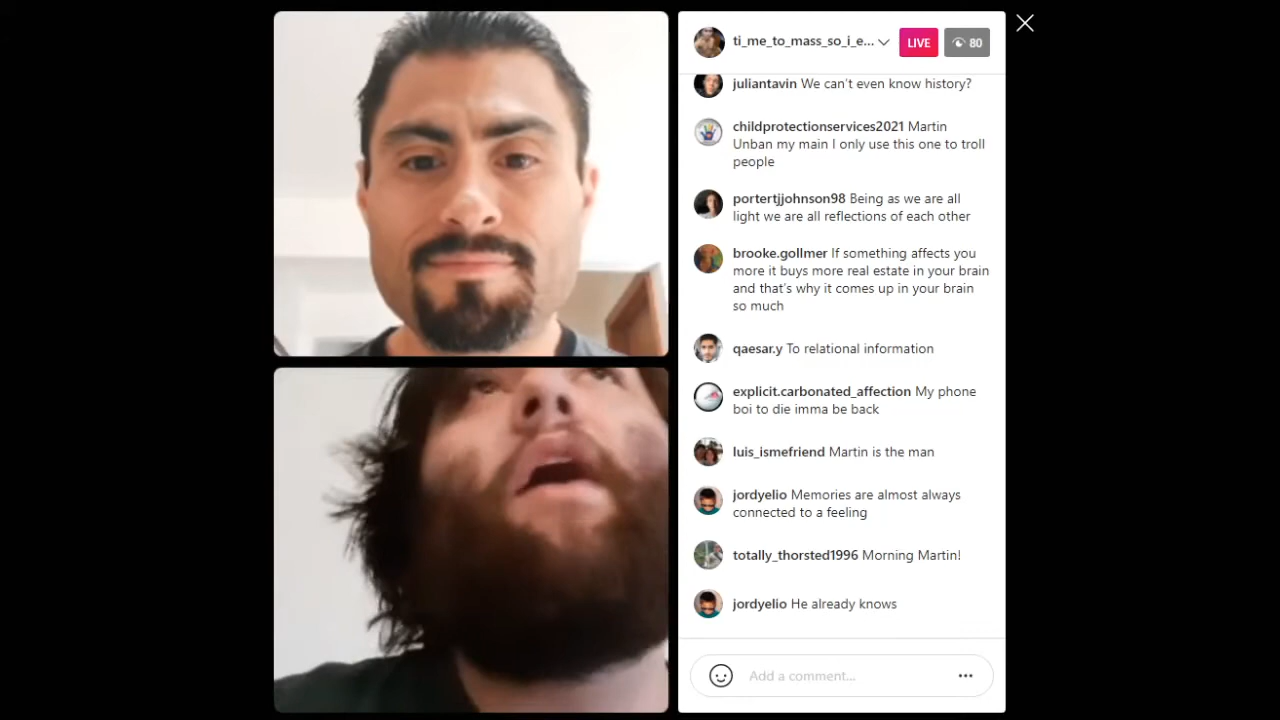 ti_me_to_mass_so_i_e...
LIVE
80
juliantavin We can't even know history?
childprotectionservices2021 Martin
Unban my main I only use this one to troll
people
portertjjohnson98 Being as we are all
light we are all reflections of each other
brooke.gollmer If something affects you
more it buys more real estate in your brain
and that's why it comes up in your brain
so much
qaesar.y To relational information
explicit.carbonated_affection My phone
boi to die imma be back
luis_ismefriend Martin is the man
jordyelio Memories are almost always
connected to a feeling
totally_thorsted1996 Morning Martin!
jordyelio He already knows
Add a comment...